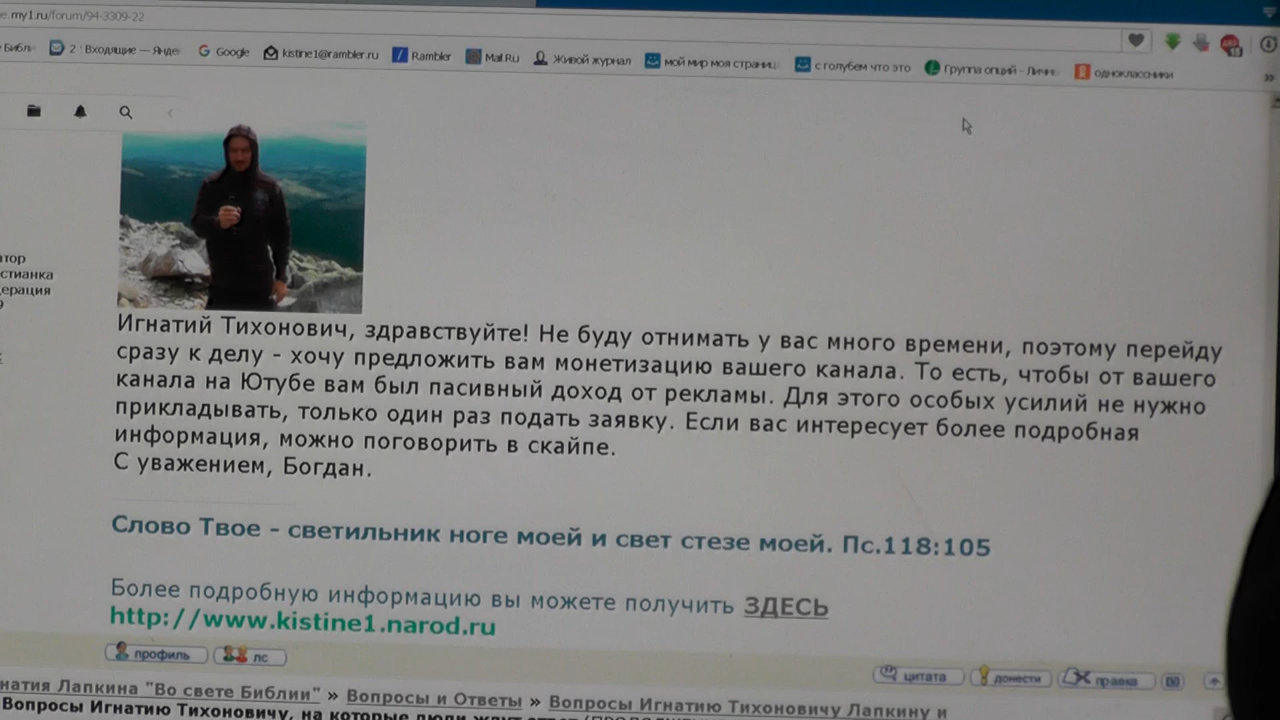 my1.ru/forum/94-3309-22
2 · Входящие — Янде Google kistine1@rambler.ru Rambler Mail.Ru Живой журнал мой мир моя страни с голубем что это Группа опций - Личн одноклассники
Игнатий Тихонович, здравствуйте! Не буду отнимать у вас много времени, поэтому перейду
сразу к делу - хочу предложить вам монетизацию вашего канала. То есть, чтобы от вашего
канала на Ютубе вам был пасивный доход от рекламы. Для этого особых усилий не нужно
прикладывать, только один раз подать заявку. Если вас интересует более подробная
информация, можно поговорить в скайпе.
С уважением, Богдан.
Слово Твое - светильник ноге моей и свет стезе моей. Пс.118:105
Более подробную информацию вы можете получить ЗДЕСЬ
http://www.kistine1.narod.ru
профиль лс
цитата донести правка
натия Лапкина "Во свете Библии" » Вопросы и Ответы » Вопросы Игнатию Тихоновичу Лапкину и
Вопросы Игнатию Тихоновичу, на которые люди ждут ответ